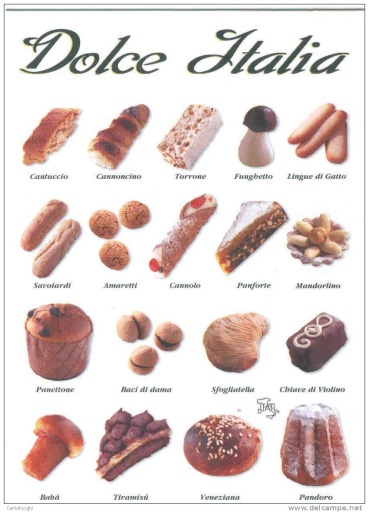 Dolce Italia
Cantuccio Cannoncino Torrone Funghetto Lingue di Gatto
Savoiardi Amaretti Cannolo Panforte Mandorlino
Panettone Baci di dama Sfogliatella Chiave di Violino
Babà Tiramisù Veneziana Pandoro
Cartofunghi
www.delcampe.net